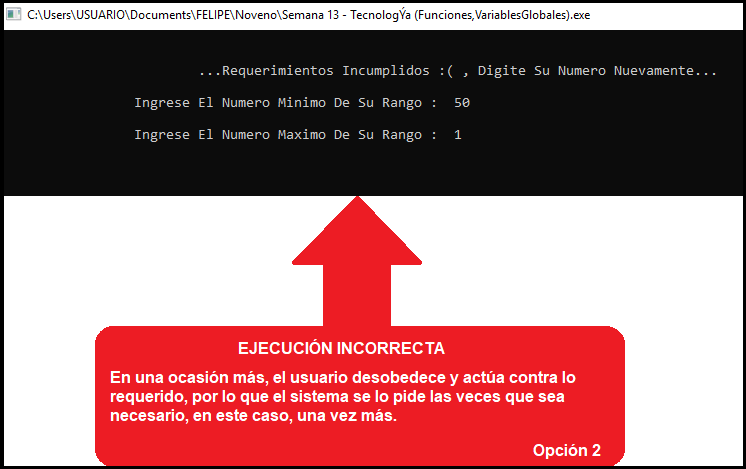 C:\Users\USUARIO\Documents\FELIPE\Noveno\Semana 13 - TecnologÝa (Funciones,VariablesGlobales).exe
...Requerimientos Incumplidos :( , Digite Su Numero Nuevamente...
Ingrese El Numero Minimo De Su Rango : 50
Ingrese El Numero Maximo De Su Rango : 1
EJECUCIÓN INCORRECTA
En una ocasión más, el usuario desobedece y actúa contra lo
requerido, por lo que el sistema se lo pide las veces que sea
necesario, en este caso, una vez más.
Opción 2